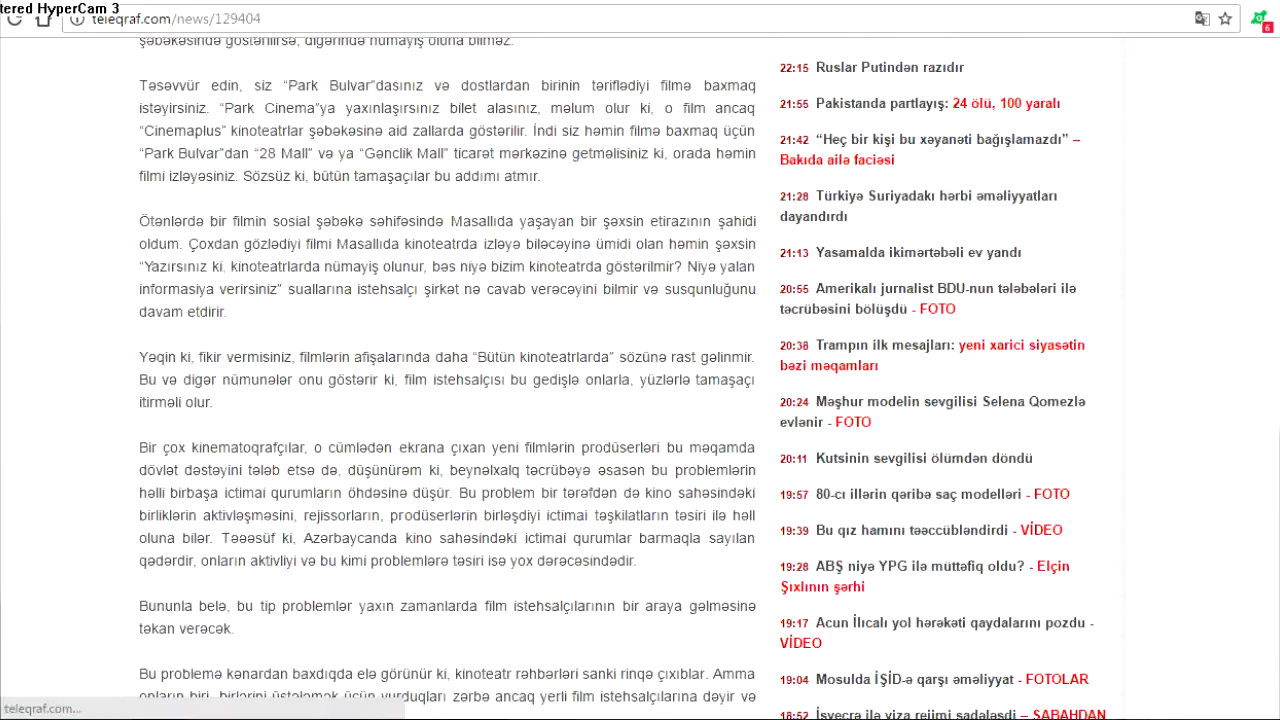 tered HyperCam 3
teleqraf.com/news/129404
6
şəbəkəsində göstərilirsə, digərində nümayiş oluna bilməz.
Təsəvvür edin, siz “Park Bulvar”dasınız və dostlardan birinin təriflədiyi filmə baxmaq
istəyirsiniz. “Park Cinema”ya yaxınlaşırsınız bilet alasınız, məlum olur ki, o film ancaq
“Cinemaplus” kinoteatrlar şəbəkəsinə aid zallarda göstərilir. İndi siz həmin filmə baxmaq üçün
“Park Bulvar”dan “28 Mall” və ya “Gənclik Mall” ticarət mərkəzinə getməlisiniz ki, orada həmin
filmi izləyəsiniz. Sözsüz ki, bütün tamaşaçılar bu addımı atmır.
Ötənlərdə bir filmin sosial şəbəkə səhifəsində Masallıda yaşayan bir şəxsin etirazının şahidi
oldum. Çoxdan gözlədiyi filmi Masallıda kinoteatrda izləyə biləcəyinə ümidi olan həmin şəxsin
“Yazırsınız ki, kinoteatrlarda nümayiş olunur, bəs niyə bizim kinoteatrda göstərilmir? Niyə yalan
informasiya verirsiniz” suallarına istehsalçı şirkət nə cavab verəcəyini bilmir və susqunluğunu
davam etdirir.
Yəqin ki, fikir vermisiniz, filmlərin afişalarında daha “Bütün kinoteatrlarda” sözünə rast gəlinmir.
Bu və digər nümunələr onu göstərir ki, film istehsalçısı bu gedişlə onlarla, yüzlərlə tamaşaçı
itirməli olur.
Bir çox kinematoqrafçılar, o cümlədən ekrana çıxan yeni filmlərin prodüserləri bu məqamda
dövlət dəstəyini tələb etsə də, düşünürəm ki, beynəlxalq təcrübəyə əsasən bu problemlərin
həlli birbaşa ictimai qurumların öhdəsinə düşür. Bu problem bir tərəfdən də kino sahəsindəki
birliklərin aktivləşməsini, rejissorların, prodüserlərin birləşdiyi ictimai təşkilatların təsiri ilə həll
oluna bilər. Təəəsüf ki, Azərbaycanda kino sahəsindəki ictimai qurumlar barmaqla sayılan
qədərdir, onların aktivliyi və bu kimi problemlərə təsiri isə yox dərəcəsindədir.
Bununla belə, bu tip problemlər yaxın zamanlarda film istehsalçılarının bir araya gəlməsinə
təkan verəcək.
Bu problemə kənardan baxdıqda elə görünür ki, kinoteatr rəhbərləri sanki rinqə çıxıblar. Amma
onların biri, birlərini üstələmək üçün vurduqları zərbə ancaq yerli film istehsalçılarına dəyir və
22:15 Ruslar Putindən razıdır
21:55 Pakistanda partlayış: 24 ölü, 100 yaralı
21:42 “Heç bir kişi bu xəyanəti bağışlamazdı” –
Bakıda ailə faciəsi
21:28 Türkiyə Suriyadakı hərbi əməliyyatları
dayandırdı
21:13 Yasamalda ikimərtəbəli ev yandı
20:55 Amerikalı jurnalist BDU-nun tələbələri ilə
təcrübəsini bölüşdü - FOTO
20:38 Trampın ilk mesajları: yeni xarici siyasətin
bəzi məqamları
20:24 Məşhur modelin sevgilisi Selena Qomezlə
evlənir - FOTO
20:11 Kutsinin sevgilisi ölümdən döndü
19:57 80-cı illərin qəribə saç modelləri - FOTO
19:39 Bu qız hamını təəccübləndirdi - VİDEO
19:28 ABŞ niyə YPG ilə müttəfiq oldu? - Elçin
Şıxlının şərhi
19:17 Acun İlıcalı yol hərəkəti qaydalarını pozdu -
VİDEO
19:04 Mosulda İŞİD-ə qarşı əməliyyat - FOTOLAR
18:52 İsveçrə ilə viza rejimi sadələşdi – SABAHDAN
teleqraf.com...